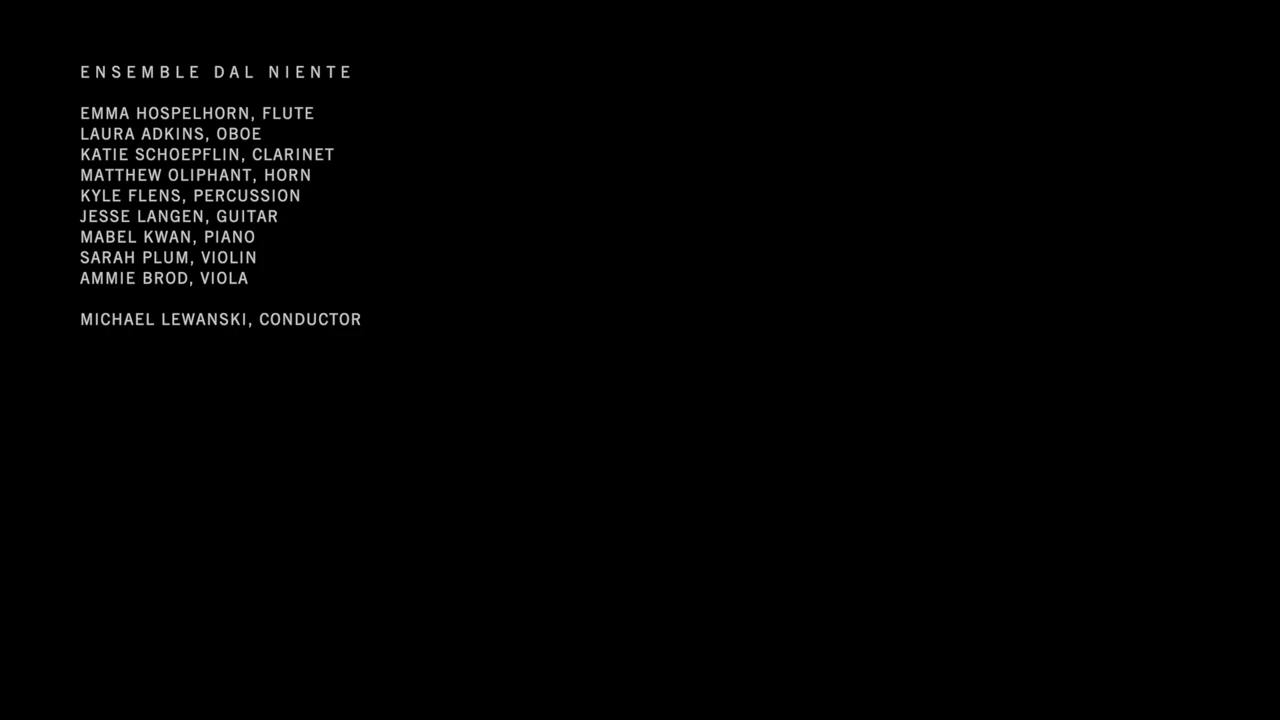 ENSEMBLE DAL NIENTE
EMMA HOSPELHORN, FLUTE
LAURA ADKINS, OBOE
KATIE SCHOEPFLIN, CLARINET
MATTHEW OLIPHANT, HORN
KYLE FLENS, PERCUSSION
JESSE LANGEN, GUITAR
MABEL KWAN, PIANO
SARAH PLUM, VIOLIN
AMMIE BROD, VIOLA
MICHAEL LEWANSKI, CONDUCTOR